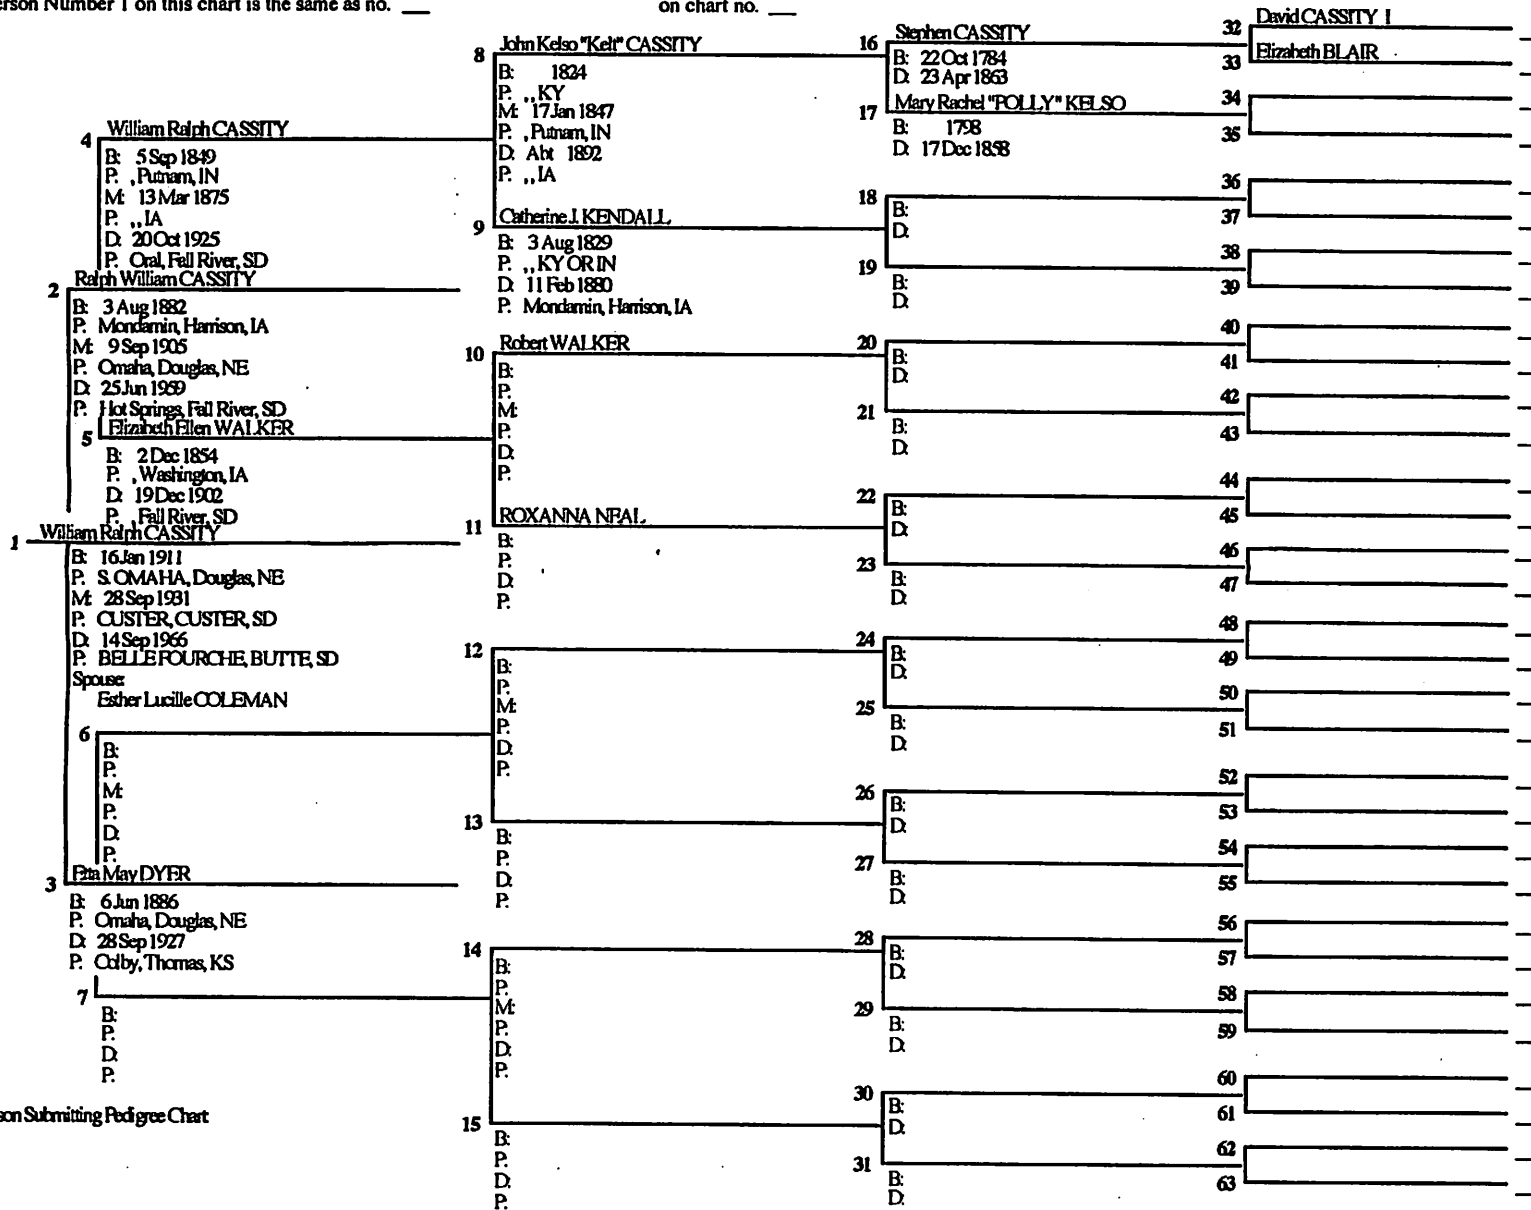 erson Number 1 on this chart is the same as no. __ on chart no. __
4 William Ralph CASSITY
B: 5 Sep 1849
P: , Putnam, IN
M: 13 Mar 1875
P: ,, IA
D: 20 Oct 1925
P: Oral, Fall River, SD
2 Ralph William CASSITY
B: 3 Aug 1882
P: Mondamin, Harrison, IA
M: 9 Sep 1905
P: Omaha, Douglas, NE
D: 25 Jun 1959
P: Hot Springs, Fall River, SD
5 Elizabeth Ellen WALKER
B: 2 Dec 1854
P: , Washington, IA
D: 19 Dec 1902
P: , Fall River, SD
1 William Ralph CASSITY
B: 16 Jan 1911
P: S. OMAHA, Douglas, NE
M: 28 Sep 1931
P: CUSTER, CUSTER, SD
D: 14 Sep 1966
P: BELLE FOURCHE, BUTTE, SD
Spouse:
Esther Lucille COLEMAN
6
B:
P:
M:
P:
D:
P:
3 Etta May DYER
B: 6 Jun 1886
P: Omaha, Douglas, NE
D: 28 Sep 1927
P: Colby, Thomas, KS
7
B:
P:
D:
P:
son Submitting Pedigree Chart
8 John Kelso "Kelt" CASSITY
B: 1824
P: ,, KY
M: 17 Jan 1847
P: , Putnam, IN
D: Abt 1892
P: ,, IA
9 Catherine J. KENDALL
B: 3 Aug 1829
P: ,, KY OR IN
D: 11 Feb 1880
P: Mondamin, Harrison, IA
10 Robert WALKER
B:
P:
M:
P:
D:
P:
11 ROXANNA NEAL
B:
P:
D:
P:
12
B:
P:
M:
P:
D:
P:
13
B:
P:
D:
P:
14
B:
P:
M:
P:
D:
P:
15
B:
P:
D:
P:
16 Stephen CASSITY
B: 22 Oct 1784
D: 23 Apr 1863
17 Mary Rachel "POLLY" KELSO
B: 1798
D: 17 Dec 1858
18
B:
D:
19
B:
D:
20
B:
D:
21
B:
D:
22
B:
D:
23
B:
D:
24
B:
D:
25
B:
D:
26
B:
D:
27
B:
D:
28
B:
D:
29
B:
D:
30
B:
D:
31
B:
D:
32 David CASSITY I
33 Elizabeth BLAIR
34
35
36
37
38
39
40
41
42
43
44
45
46
47
48
49
50
51
52
53
54
55
56
57
58
59
60
61
62
63